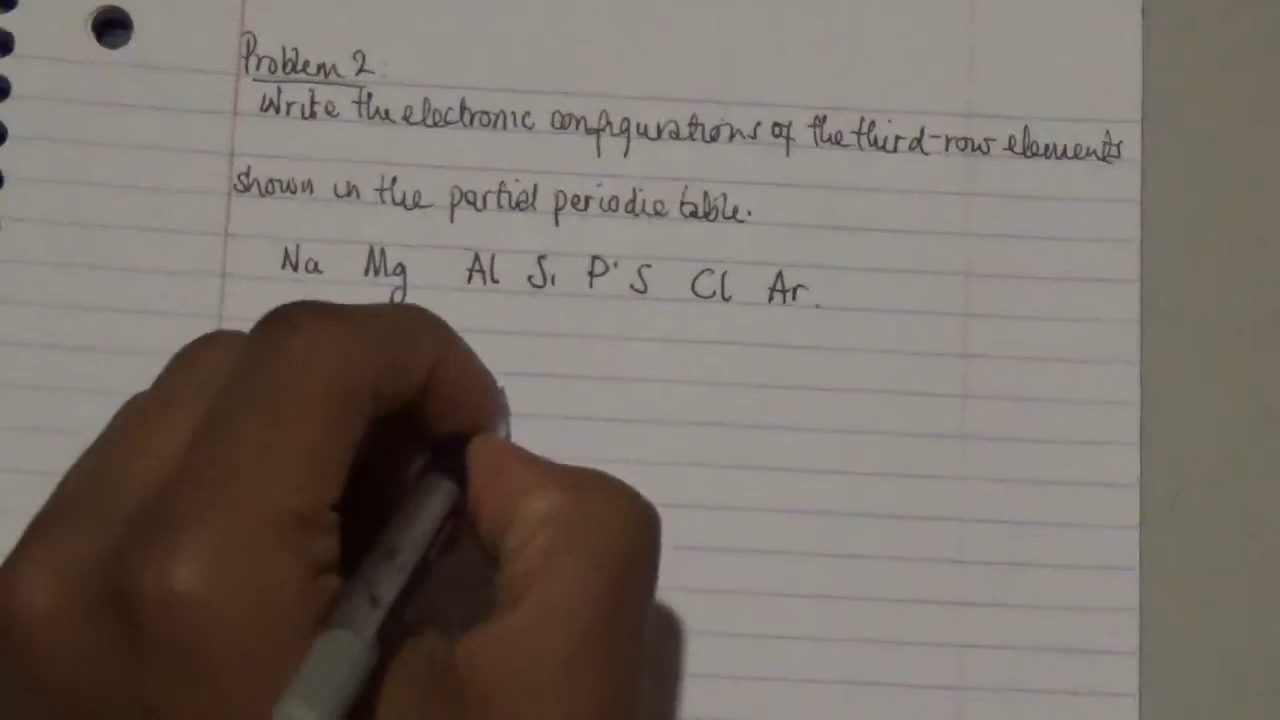 Problem 2
Write the electronic configurations of the third-row elements
shown in the partial periodic table.
Na Mg Al Si P S Cl Ar.